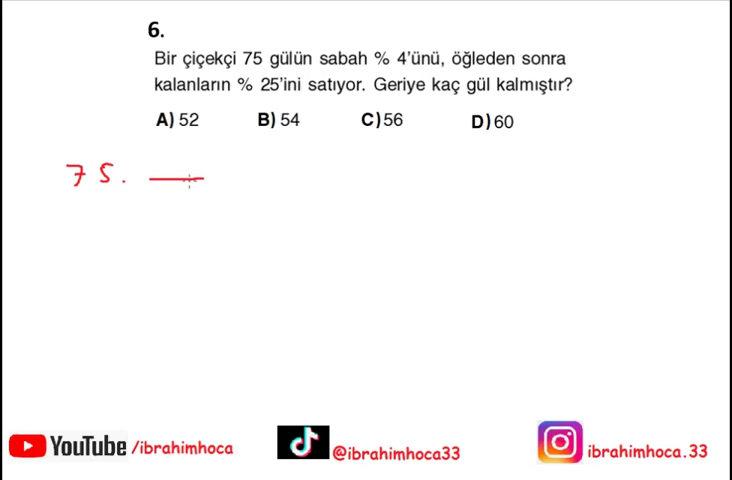 6.
Bir çiçekçi 75 gülün sabah % 4'ünü, öğleden sonra
kalanların % 25'ini satıyor. Geriye kaç gül kalmıştır?
A) 52 B) 54 C) 56 D) 60
75.
YouTube /ibrahimhoca @ibrahimhoca33 ibrahimhoca.33